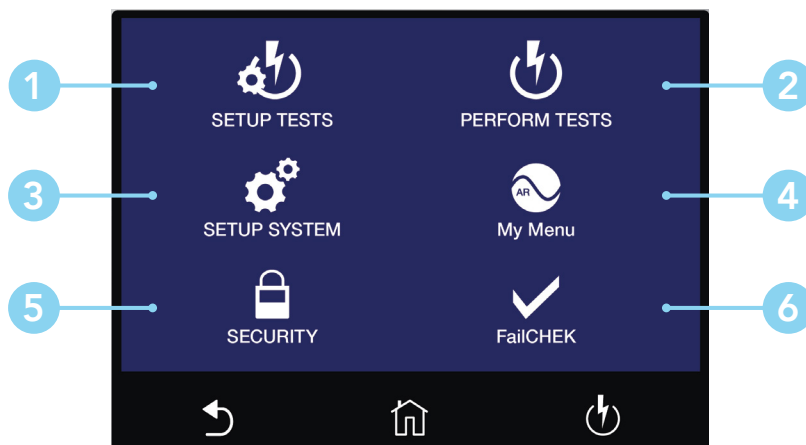 1
SETUP TESTS
PERFORM TESTS
2
3
SETUP SYSTEM
AR
My Menu
4
5
SECURITY
FailCHEK
6